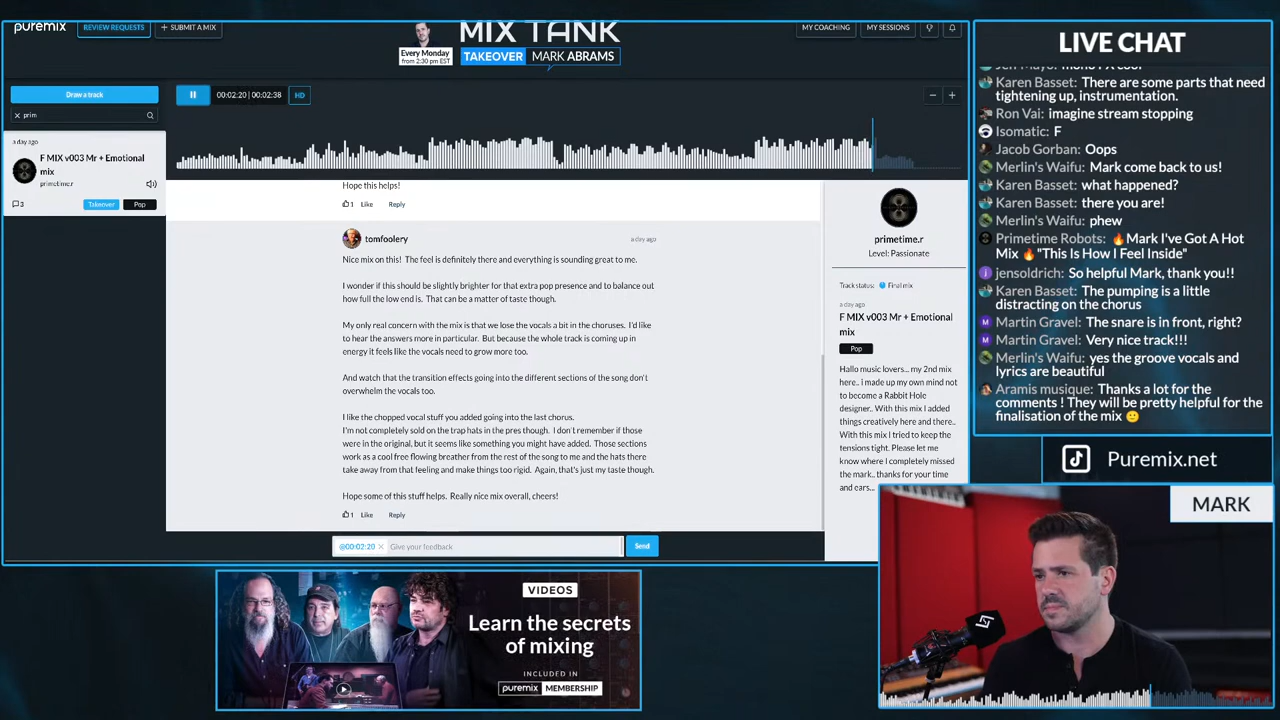 puremix
REVIEW REQUESTS
+ SUBMIT A MIX
Every Monday
from 2:30 pm EST
MIX TANK
TAKEOVER MARK ABRAMS
MY COACHING
MY SESSIONS
Draw a track
× prim
a day ago
F MIX v003 Mr + Emotional
mix
primetime.r
3
Takeover
Pop
00:02:20 | 00:02:38
HD
Hope this helps!
1 Like Reply
tomfoolery
a day ago
Nice mix on this! The feel is definitely there and everything is sounding great to me.
I wonder if this should be slightly brighter for that extra pop presence and to balance out
how full the low end is. That can be a matter of taste though.
My only real concern with the mix is that we lose the vocals a bit in the choruses. I'd like
to hear the answers more in particular. But because the whole track is coming up in
energy it feels like the vocals need to grow more too.
And watch that the transition effects going into the different sections of the song don't
overwhelm the vocals too.
I like the chopped vocal stuff you added going into the last chorus.
I'm not completely sold on the trap hats in the pres though. I don't remember if those
were in the original, but it seems like something you might have added. Those sections
work as a cool free flowing breather from the rest of the song to me and the hats there
take away from that feeling and make things too rigid. Again, that's just my taste though.
Hope some of this stuff helps. Really nice mix overall, cheers!
1 Like Reply
@00:02:20 ×
Give your feedback
Send
primetime.r
Level: Passionate
Track status: Final mix
a day ago
F MIX v003 Mr + Emotional
mix
Pop
Hallo music lovers... my 2nd mix
here.. i made up my own mind not
to become a Rabbit Hole
designer.. With this mix I added
things creatively here and there..
With this mix I tried to keep the
tensions tight. Please let me
know where I completely missed
the mark.. thanks for your time
and ears...
LIVE CHAT
Jen Mayo: mono FX cool
Karen Basset: There are some parts that need
tightening up, instrumentation.
Ron Vai: imagine stream stopping
Isomatic: F
Jacob Gorban: Oops
Merlin's Waifu: Mark come back to us!
Karen Basset: what happened?
Karen Basset: there you are!
Merlin's Waifu: phew
Primetime Robots: 🔥Mark I've Got A Hot
Mix 🔥"This Is How I Feel Inside"
jensoldrich: So helpful Mark, thank you!!
Karen Basset: The pumping is a little
distracting on the chorus
Martin Gravel: The snare is in front, right?
Martin Gravel: Very nice track!!!
Merlin's Waifu: yes the groove vocals and
lyrics are beautiful
Aramis musique: Thanks a lot for the
comments ! They will be pretty helpful for the
finalisation of the mix 🙂
Puremix.net
MARK
VIDEOS
Learn the secrets
of mixing
INCLUDED IN
puremix MEMBERSHIP